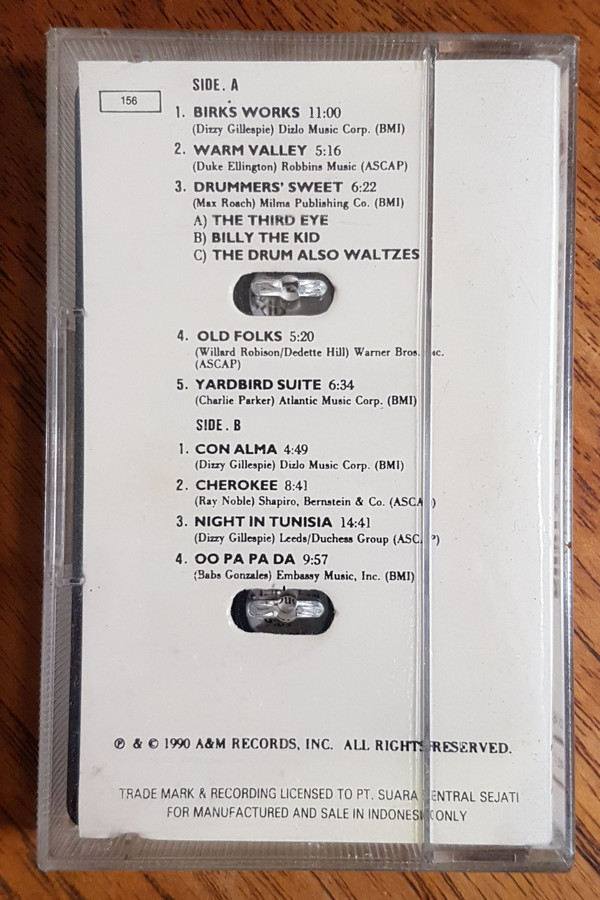 156
SIDE. A
1. BIRKS WORKS 11:00
(Dizzy Gillespie) Dizlo Music Corp. (BMI)
2. WARM VALLEY 5:16
(Duke Ellington) Robbins Music (ASCAP)
3. DRUMMERS' SWEET 6:22
(Max Roach) Milma Publishing Co. (BMI)
A) THE THIRD EYE
B) BILLY THE KID
C) THE DRUM ALSO WALTZES
4. OLD FOLKS 5:20
(Willard Robison/Dedette Hill) Warner Bros. Inc.
(ASCAP)
5. YARDBIRD SUITE 6:34
(Charlie Parker) Atlantic Music Corp. (BMI)
SIDE. B
1. CON ALMA 4:49
(Dizzy Gillespie) Dizlo Music Corp. (BMI)
2. CHEROKEE 8:41
(Ray Noble) Shapiro, Bernstein & Co. (ASCAP)
3. NIGHT IN TUNISIA 14:41
(Dizzy Gillespie) Leeds/Duchess Group (ASCAP)
4. OO PA PA DA 9:57
(Babs Gonzales) Embassy Music, Inc. (BMI)
℗ & © 1990 A&M RECORDS, INC. ALL RIGHTS RESERVED.
TRADE MARK & RECORDING LICENSED TO PT. SUARA SENTRAL SEJATI
FOR MANUFACTURED AND SALE IN INDONESIA ONLY